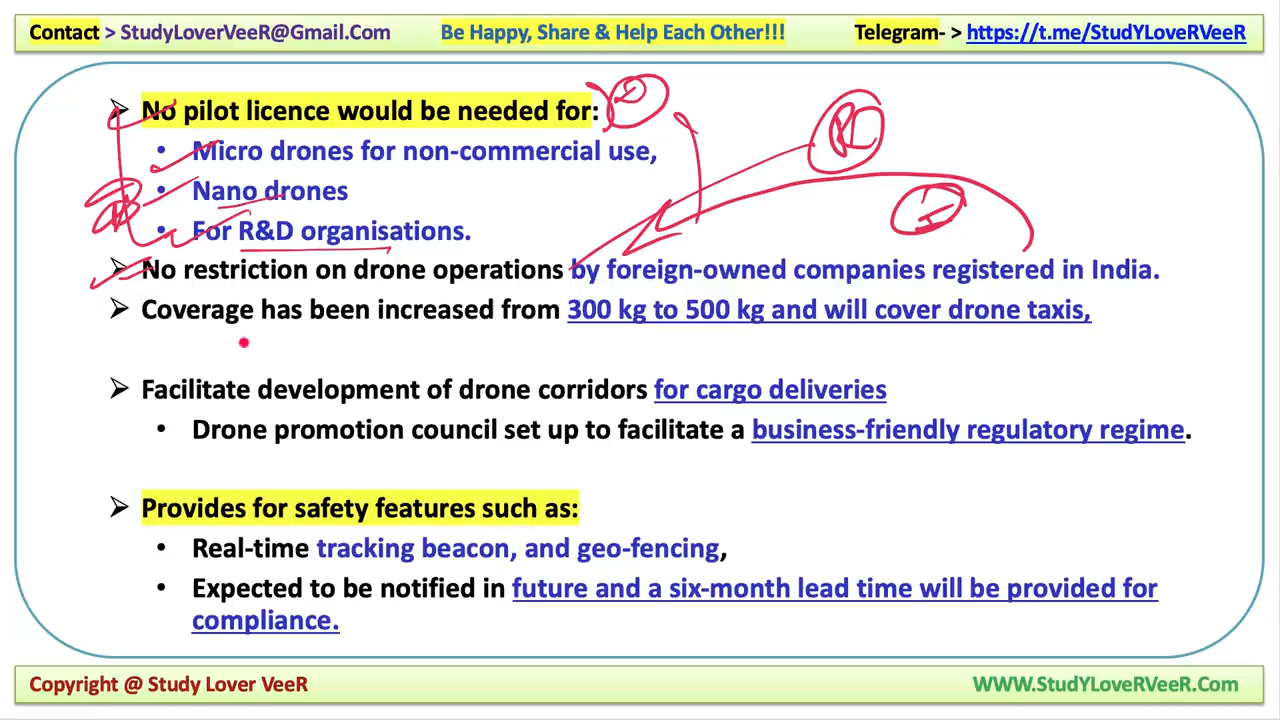 Contact > StudyLoverVeeR@Gmail.Com Be Happy, Share & Help Each Other!!! Telegram- > https://t.me/StudYLoveRVeeR
➢ No pilot licence would be needed for:
• Micro drones for non-commercial use,
• Nano drones
• For R&D organisations.
➢ No restriction on drone operations by foreign-owned companies registered in India.
➢ Coverage has been increased from 300 kg to 500 kg and will cover drone taxis,
➢ Facilitate development of drone corridors for cargo deliveries
• Drone promotion council set up to facilitate a business-friendly regulatory regime.
➢ Provides for safety features such as:
• Real-time tracking beacon, and geo-fencing,
• Expected to be notified in future and a six-month lead time will be provided for
compliance.
Copyright @ Study Lover VeeR WWW.StudYLoveRVeeR.Com